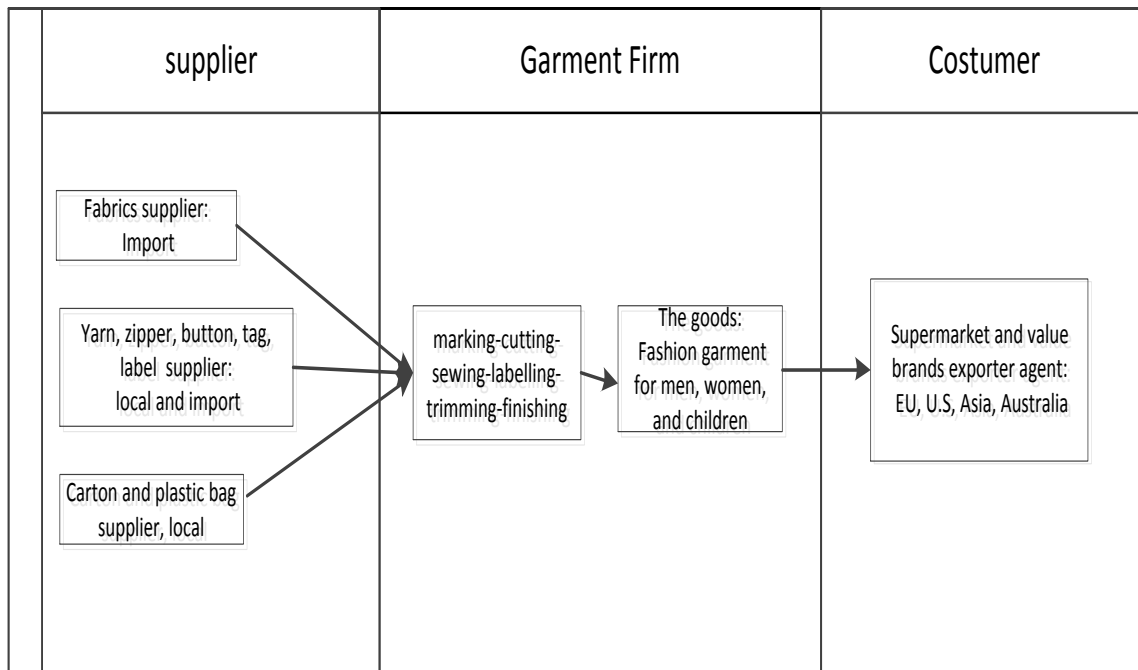 supplier
Garment Firm
Costumer
Fabrics supplier:
Import
Yarn, zipper, button, tag,
label supplier:
local and import
Carton and plastic bag
supplier, local
marking-cutting-
sewing-labelling-
trimming-finishing
The goods:
Fashion garment
for men, women,
and children
Supermarket and value
brands exporter agent:
EU, U.S, Asia, Australia